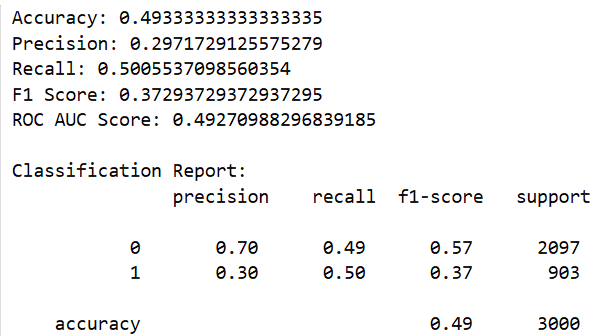 Accuracy: 0.49333333333333335
Precision: 0.2971729125575279
Recall: 0.5005537098560354
F1 Score: 0.37293729372937295
ROC AUC Score: 0.49270988296839185
Classification Report:
precision recall f1-score support
0 0.70 0.49 0.57 2097
1 0.30 0.50 0.37 903
accuracy 0.49 3000